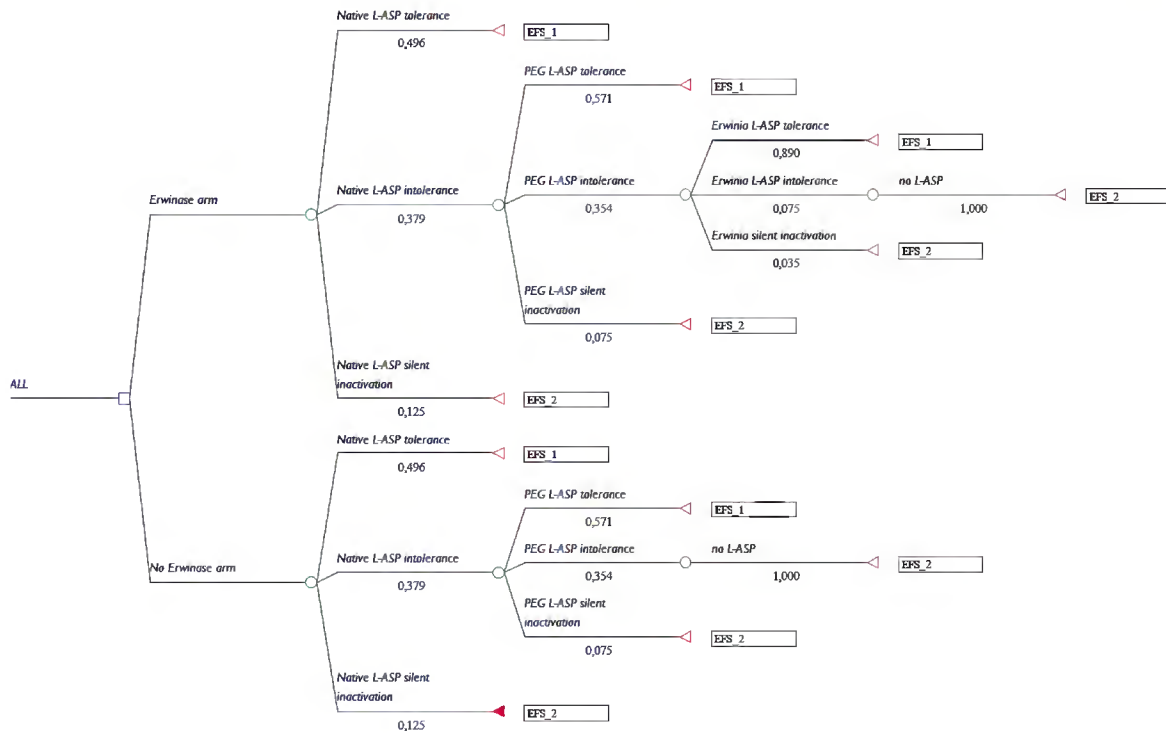 Native L-ASP tolerance
0,496
EFS_1
PEG L-ASP tolerance
0,571
EFS_1
Erwinia L-ASP tolerance
0,890
EFS_1
Erwinase arm
Native L-ASP intolerance
0,379
PEG L-ASP intolerance
0,354
Erwinia L-ASP intolerance
0,075
no L-ASP
1,000
EFS_2
Erwinia silent inactivation
0,035
EFS_2
PEG L-ASP silent
inactivation
0,075
EFS_2
Native L-ASP silent
inactivation
0,125
EFS_2
ALL
Native L-ASP tolerance
0,496
EFS_1
PEG L-ASP tolerance
0,571
EFS_1
No Erwinase arm
Native L-ASP intolerance
0,379
PEG L-ASP intolerance
0,354
no L-ASP
1,000
EFS_2
PEG L-ASP silent
inactivation
0,075
EFS_2
Native L-ASP silent
inactivation
0,125
EFS_2